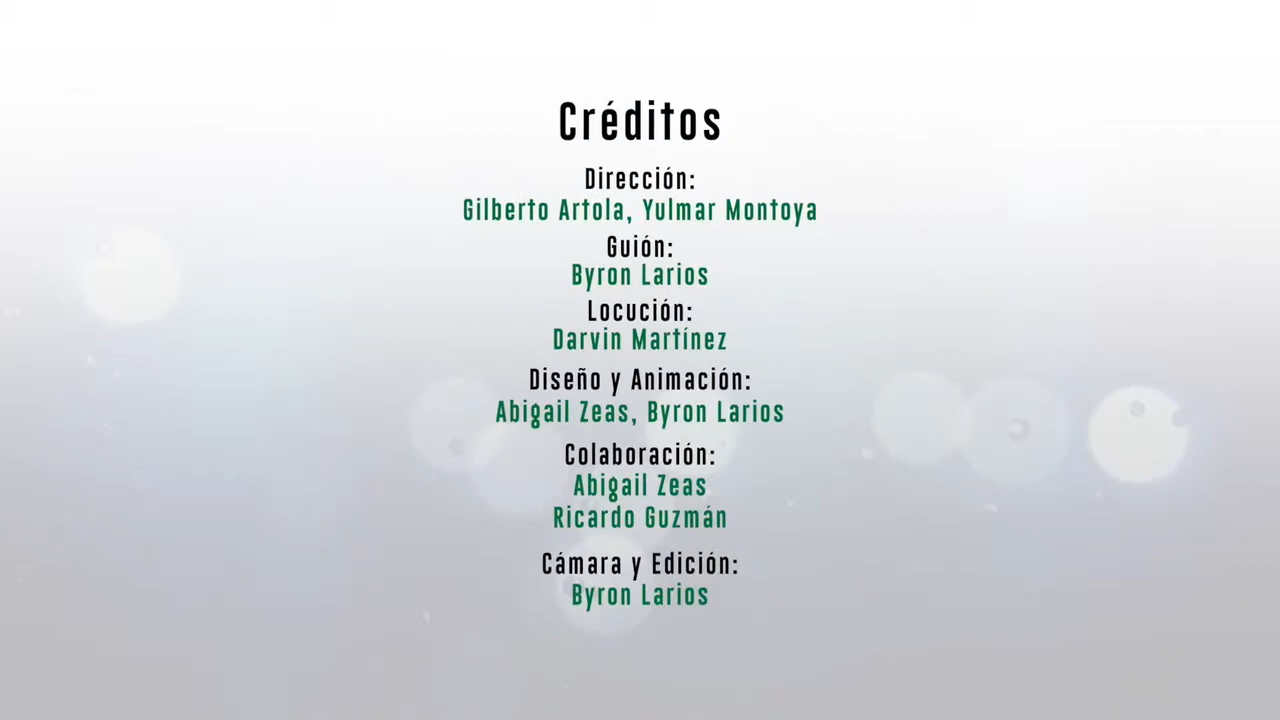 Créditos
Dirección:
Gilberto Artola, Yulmar Montoya
Guión:
Byron Larios
Locución:
Darvin Martínez
Diseño y Animación:
Abigail Zeas, Byron Larios
Colaboración:
Abigail Zeas
Ricardo Guzmán
Cámara y Edición:
Byron Larios